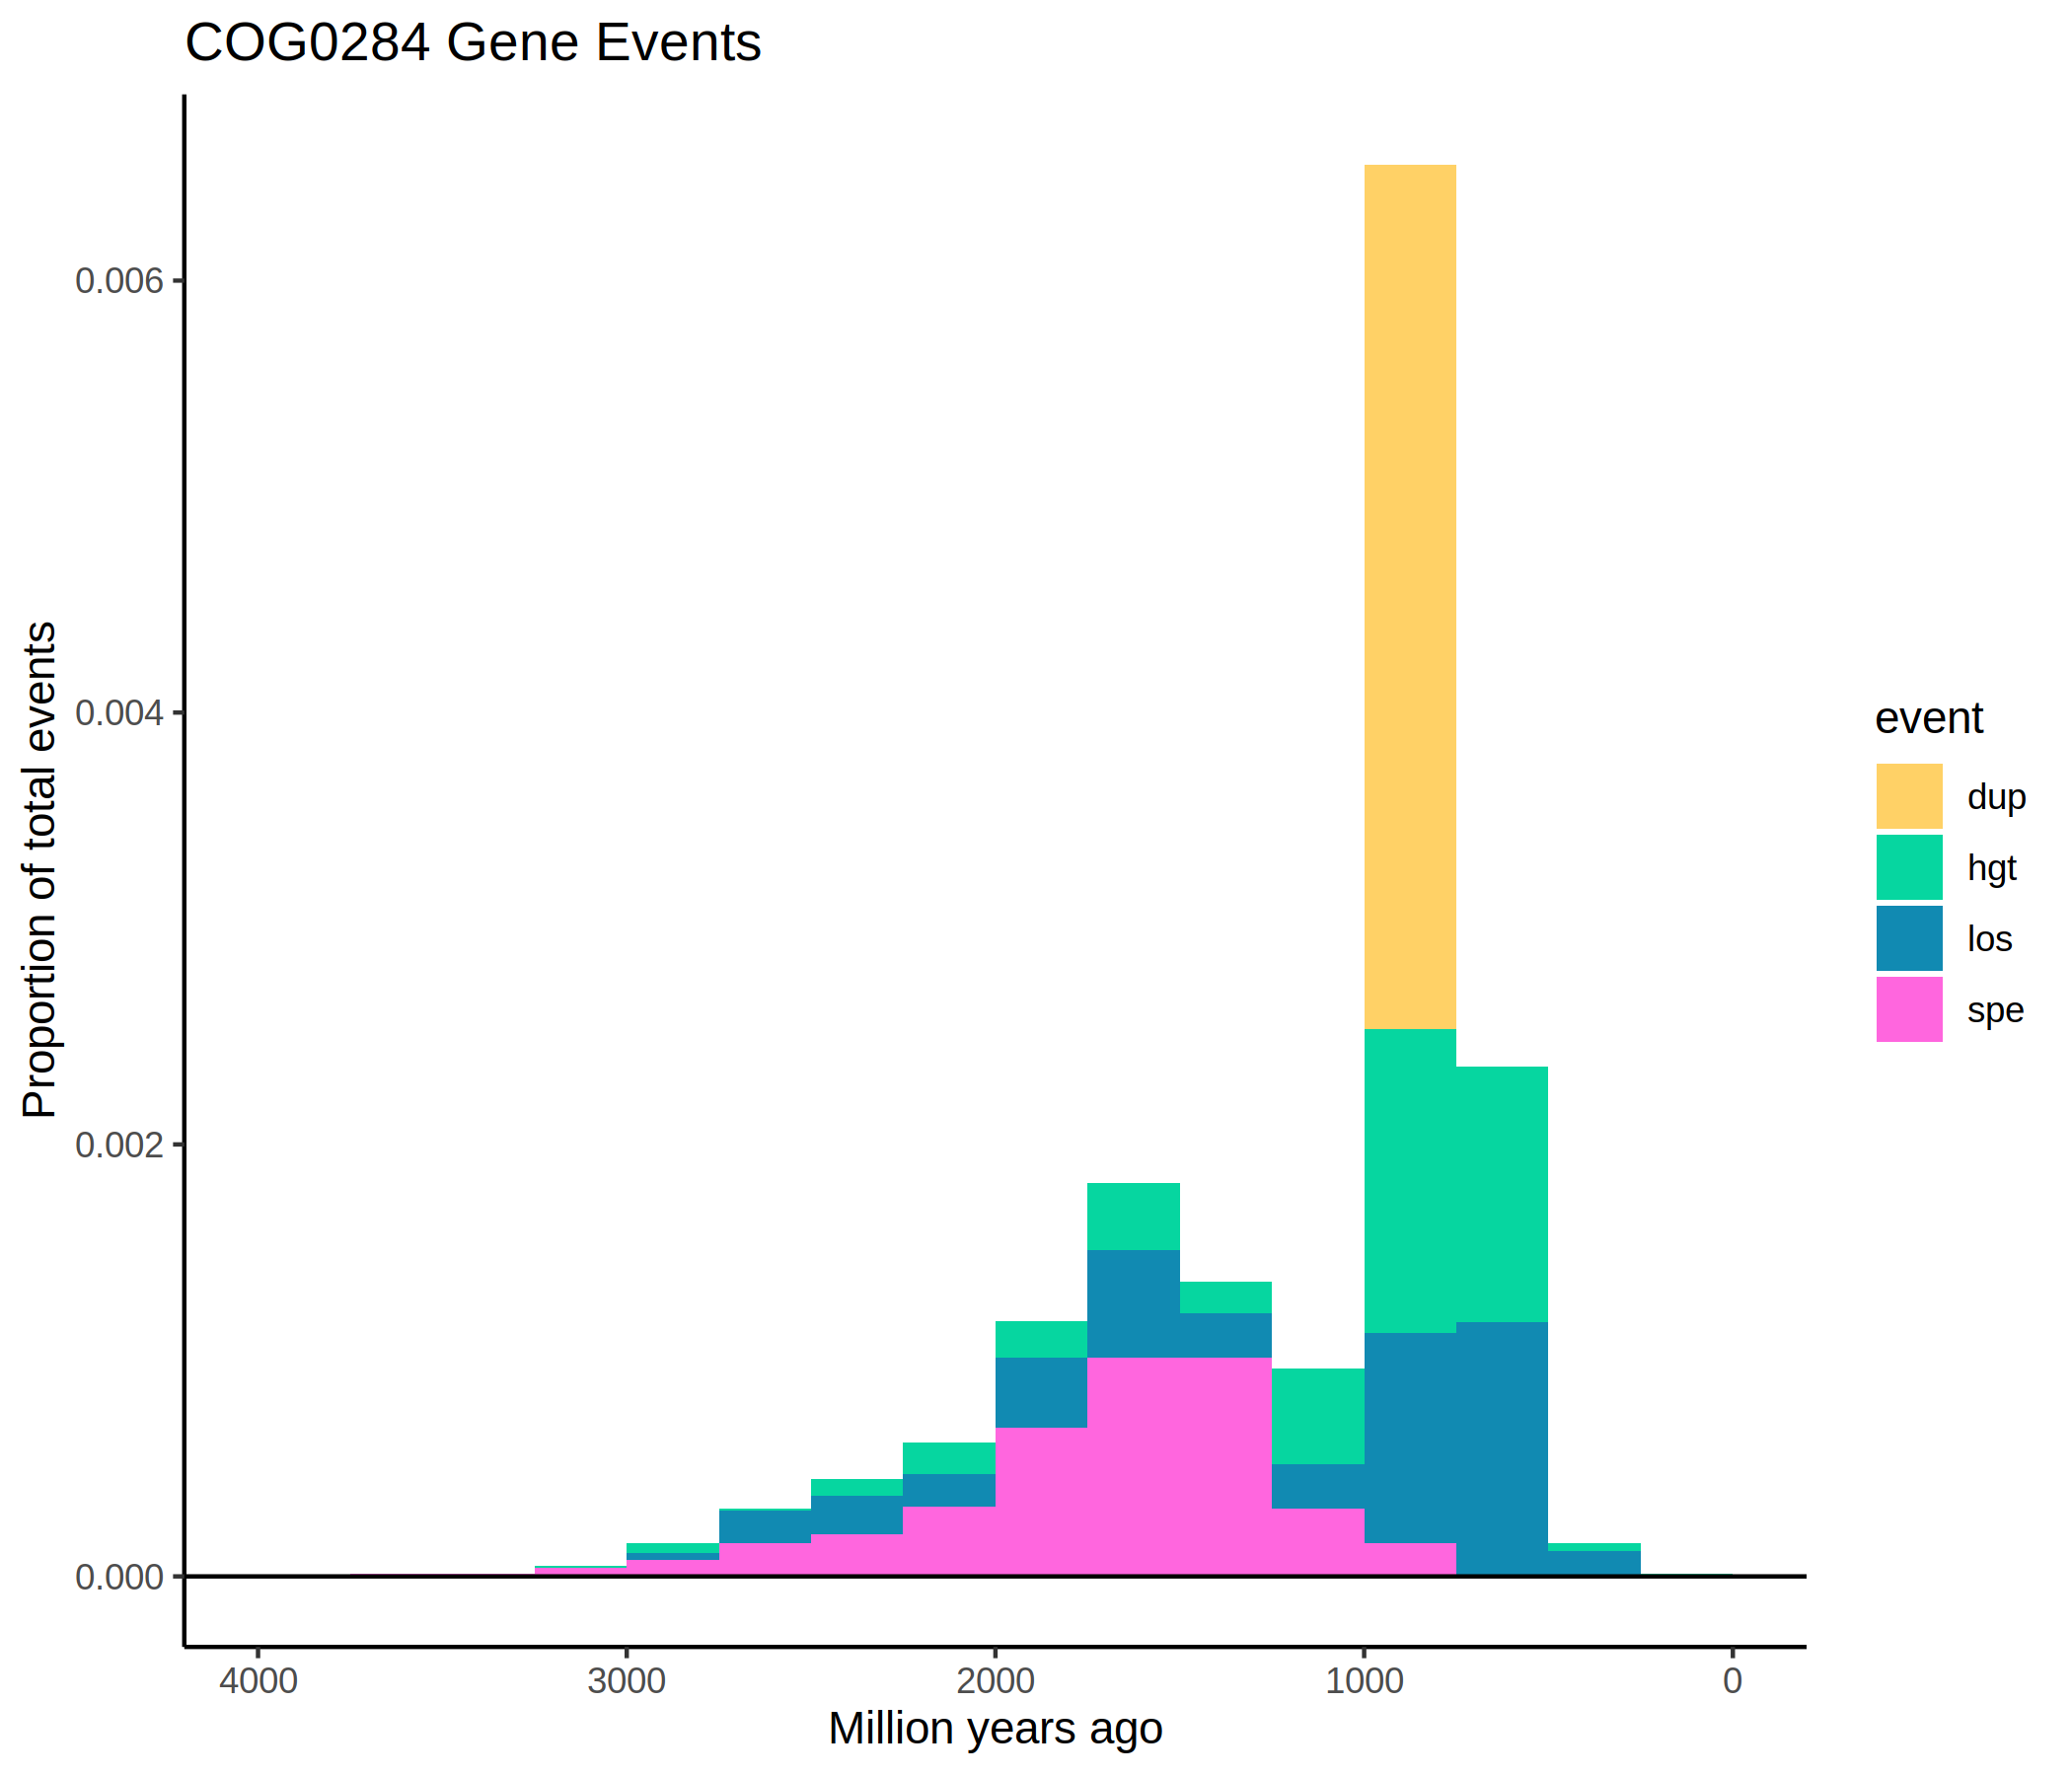 COG0284 Gene Events
Proportion of total events
0.006
0.004
0.002
0.000
4000
3000
2000
1000
0
Million years ago
event
dup
hgt
los
spe